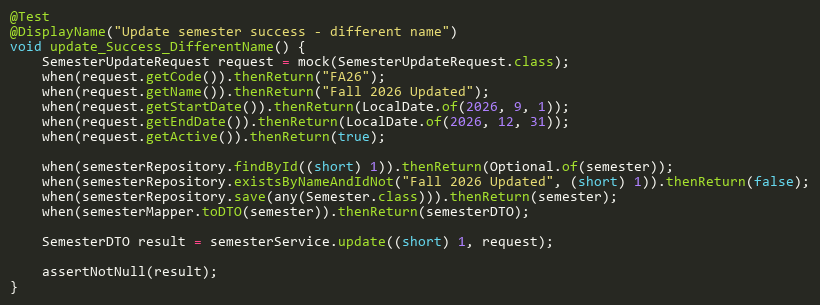 @Test
@DisplayName("Update semester success - different name")
void update_Success_DifferentName() {
    SemesterUpdateRequest request = mock(SemesterUpdateRequest.class);
    when(request.getCode()).thenReturn("FA26");
    when(request.getName()).thenReturn("Fall 2026 Updated");
    when(request.getStartDate()).thenReturn(LocalDate.of(2026, 9, 1));
    when(request.getEndDate()).thenReturn(LocalDate.of(2026, 12, 31));
    when(request.getActive()).thenReturn(true);

    when(semesterRepository.findById((short) 1)).thenReturn(Optional.of(semester));
    when(semesterRepository.existsByNameAndIdNot("Fall 2026 Updated", (short) 1)).thenReturn(false);
    when(semesterRepository.save(any(Semester.class))).thenReturn(semester);
    when(semesterMapper.toDTO(semester)).thenReturn(semesterDTO);

    SemesterDTO result = semesterService.update((short) 1, request);

    assertNotNull(result);
}